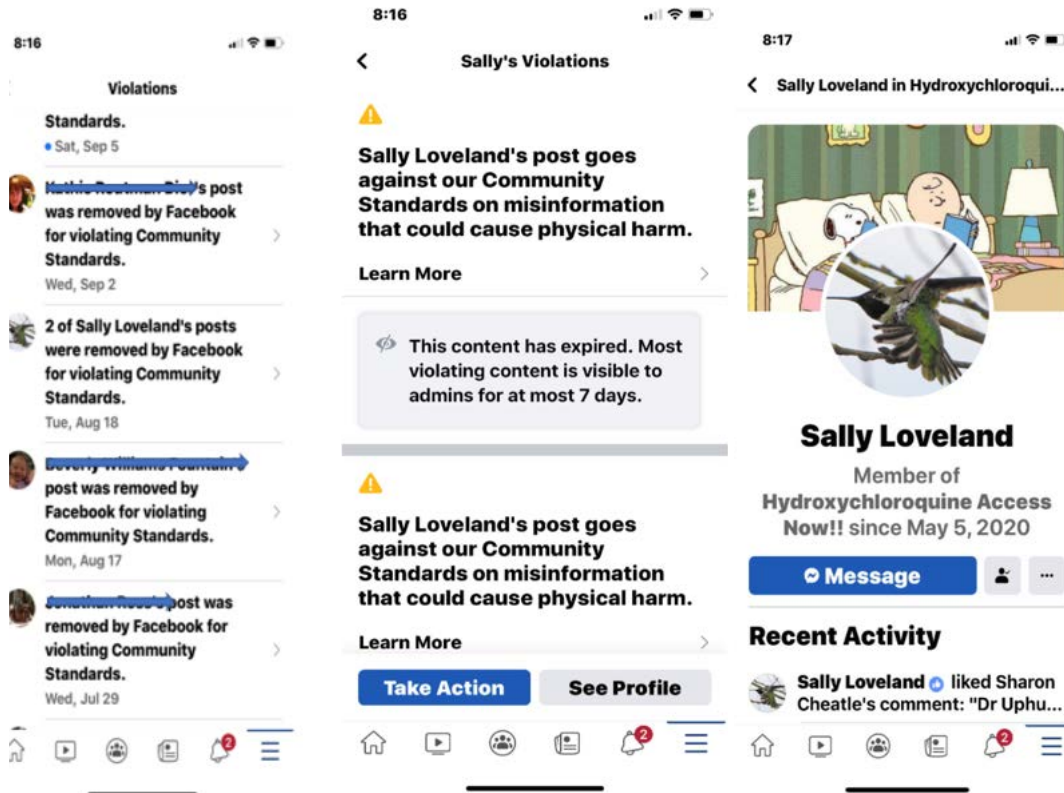 8:16
Violations
Standards.
Sat, Sep 5
's post
was removed by Facebook
for violating Community
Standards.
Wed, Sep 2
2 of Sally Loveland's posts
were removed by Facebook
for violating Community
Standards.
Tue, Aug 18
post was removed by
Facebook for violating
Community Standards.
Mon, Aug 17
post was
removed by Facebook for
violating Community
Standards.
Wed, Jul 29
2
8:16
Sally's Violations
Sally Loveland's post goes
against our Community
Standards on misinformation
that could cause physical harm.
Learn More
This content has expired. Most
violating content is visible to
admins for at most 7 days.
Sally Loveland's post goes
against our Community
Standards on misinformation
that could cause physical harm.
Learn More
Take Action
See Profile
2
8:17
Sally Loveland in Hydroxychloroqui...
Sally Loveland
Member of
Hydroxychloroquine Access
Now!! since May 5, 2020
Message
Recent Activity
Sally Loveland liked Sharon
Cheatle's comment: "Dr Uphu...
2